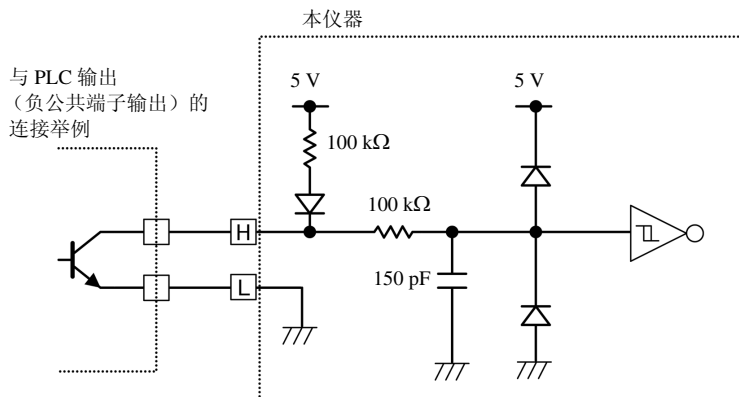 本仪器
与 PLC 输出
（负公共端子输出）的
连接举例
5 V
5 V
100 kΩ
100 kΩ
H
150 pF
L